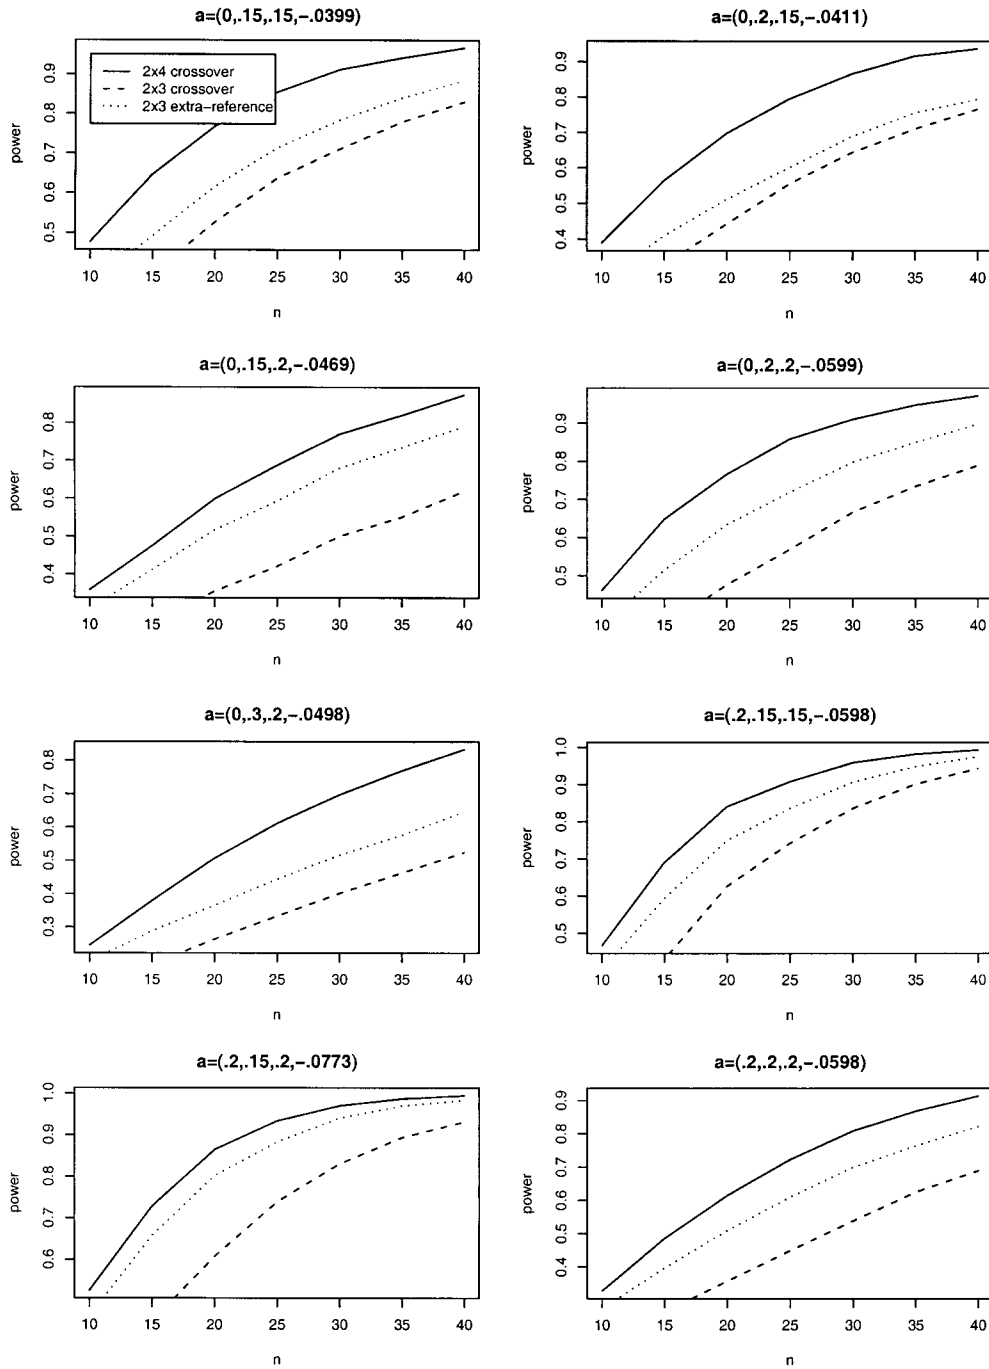 a=(0,.15,.15,−.0399)
2x4 crossover
2x3 crossover
2x3 extra−reference
power
0.9
0.8
0.7
0.6
0.5
10 15 20 25 30 35 40
n
a=(0,.2,.15,−.0411)
power
0.9
0.8
0.7
0.6
0.5
0.4
10 15 20 25 30 35 40
n
a=(0,.15,.2,−.0469)
power
0.8
0.7
0.6
0.5
0.4
10 15 20 25 30 35 40
n
a=(0,.2,.2,−.0599)
power
0.9
0.8
0.7
0.6
0.5
10 15 20 25 30 35 40
n
a=(0,.3,.2,−.0498)
power
0.8
0.7
0.6
0.5
0.4
0.3
10 15 20 25 30 35 40
n
a=(.2,.15,.15,−.0598)
power
1.0
0.9
0.8
0.7
0.6
0.5
10 15 20 25 30 35 40
n
a=(.2,.15,.2,−.0773)
power
1.0
0.9
0.8
0.7
0.6
10 15 20 25 30 35 40
n
a=(.2,.2,.2,−.0598)
power
0.9
0.8
0.7
0.6
0.5
0.4
10 15 20 25 30 35 40
n